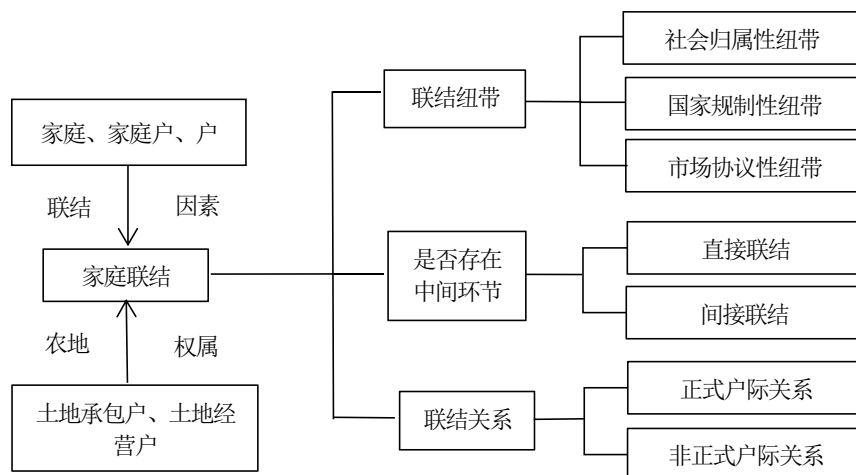 社会归属性纽带
联结纽带
国家规制性纽带
家庭、家庭户、户
市场协议性纽带
联结 因素
家庭联结
是否存在
中间环节
直接联结
间接联结
农地 权属
土地承包户、土地经
营户
联结关系
正式户际关系
非正式户际关系